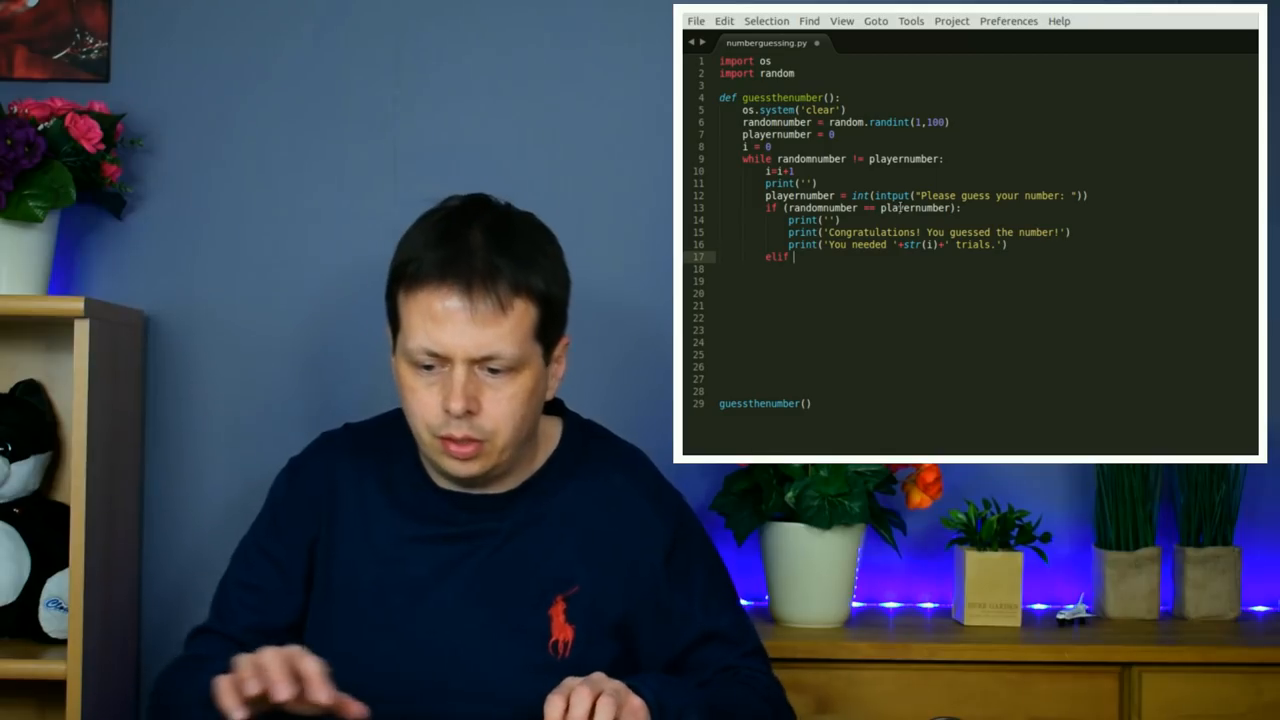 File Edit Selection Find View Goto Tools Project Preferences Help
numberguessing.py
1 import os
2 import random
3
4 def guessthenumber():
5 os.system('clear')
6 randomnumber = random.randint(1,100)
7 playernumber = 0
8 i = 0
9 while randomnumber != playernumber:
10 i=i+1
11 print('')
12 playernumber = int(intput("Please guess your number: "))
13 if (randomnumber == playernumber):
14 print('')
15 print('Congratulations! You guessed the number!')
16 print('You needed '+str(i)+' trials.')
17 elif
18
19
20
21
22
23
24
25
26
27
28
29 guessthenumber()